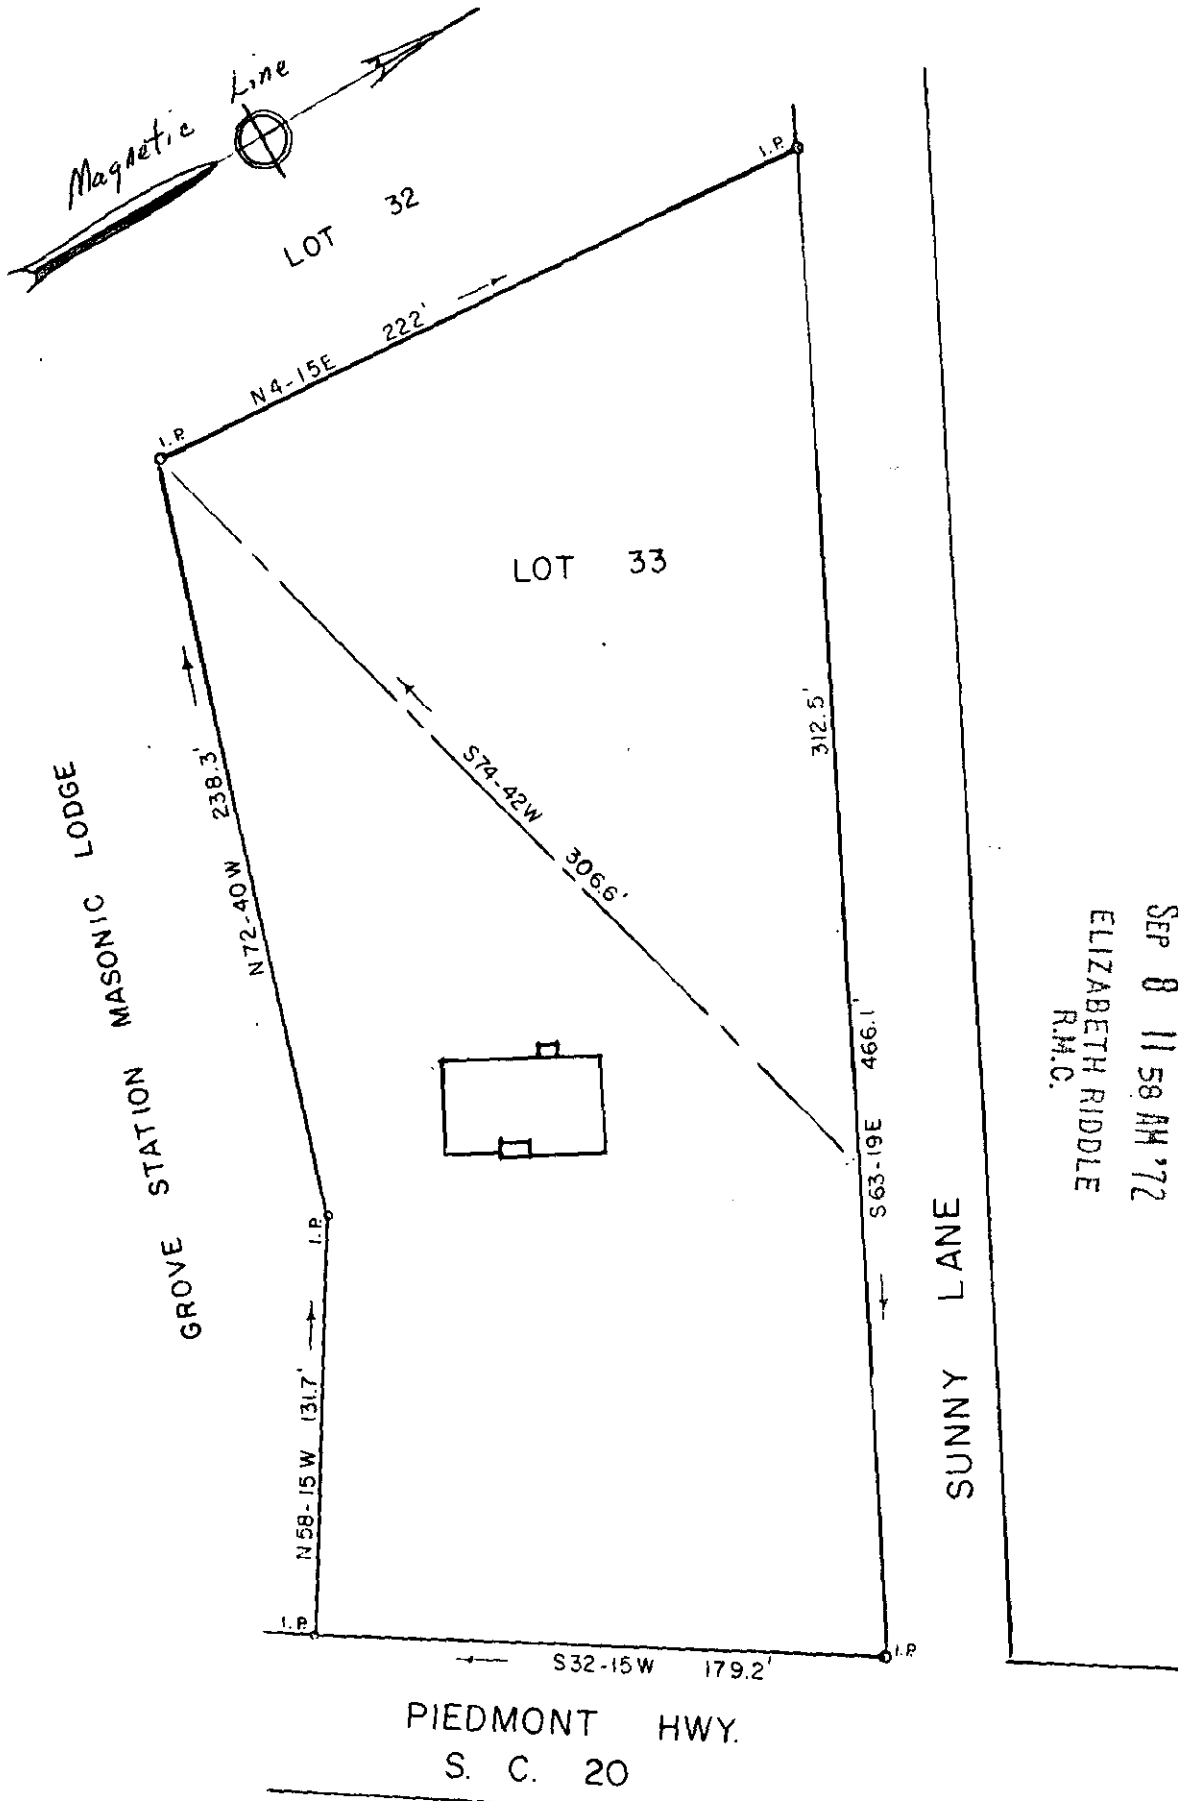 Magnetic Line
LOT 32
I.P.
N4-15E 222'
I.P.
LOT 33
312.5'
S74-42W 306.6'
N72-40W 238.3'
GROVE STATION MASONIC LODGE
S63-19E 466.1'
SEP 8 11 58 AM '72
ELIZABETH RIDDLE
R.M.C.
I.P.
SUNNY LANE
N58-15W 131.7'
I.P.
I.P.
S32-15W 179.2'
PIEDMONT HWY.
S. C. 20